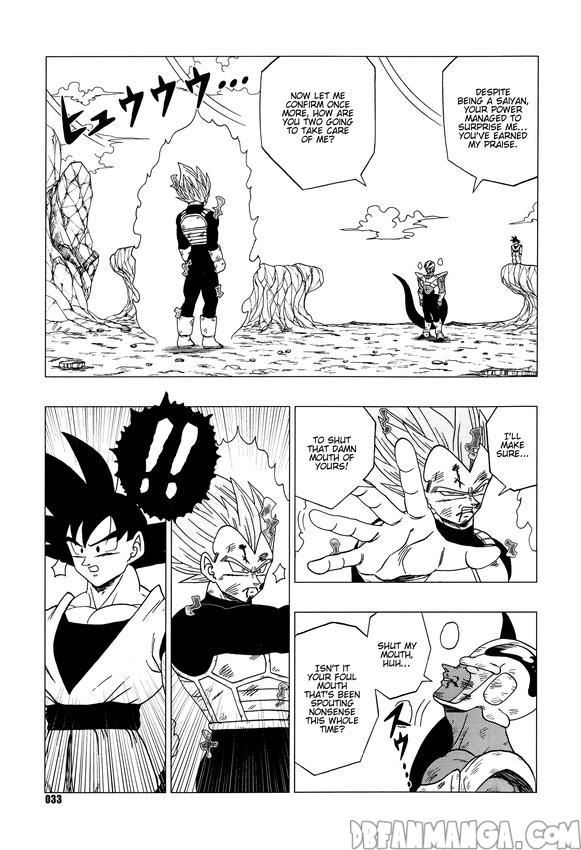 DESPITE
BEING A SAIYAN,
YOUR POWER
MANAGED TO
SURPRISE ME...
YOU'VE EARNED
MY PRAISE.
NOW LET ME
CONFIRM ONCE
MORE, HOW ARE
YOU TWO GOING
TO TAKE CARE
OF ME?
ヒュウウウ…
I'LL
MAKE
SURE...
TO SHUT
THAT DAMN
MOUTH OF
YOURS!
!!
SHUT MY
MOUTH,
HUH...
ISN'T IT
YOUR FOUL
MOUTH
THAT'S BEEN
SPOUTING
NONSENSE
THIS WHOLE
TIME?
033
DBFANMANGA.COM